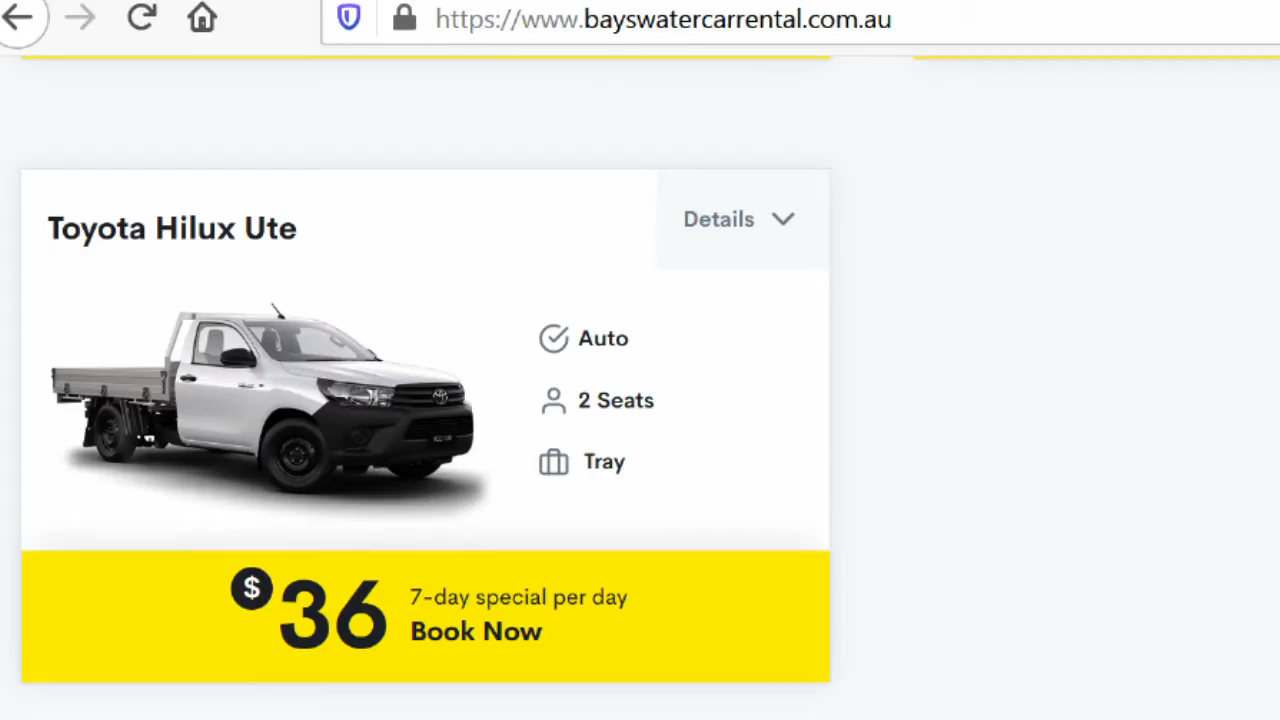 https://www.bayswatercarrental.com.au
Toyota Hilux Ute
Details
Auto
2 Seats
Tray
$36
7-day special per day
Book Now